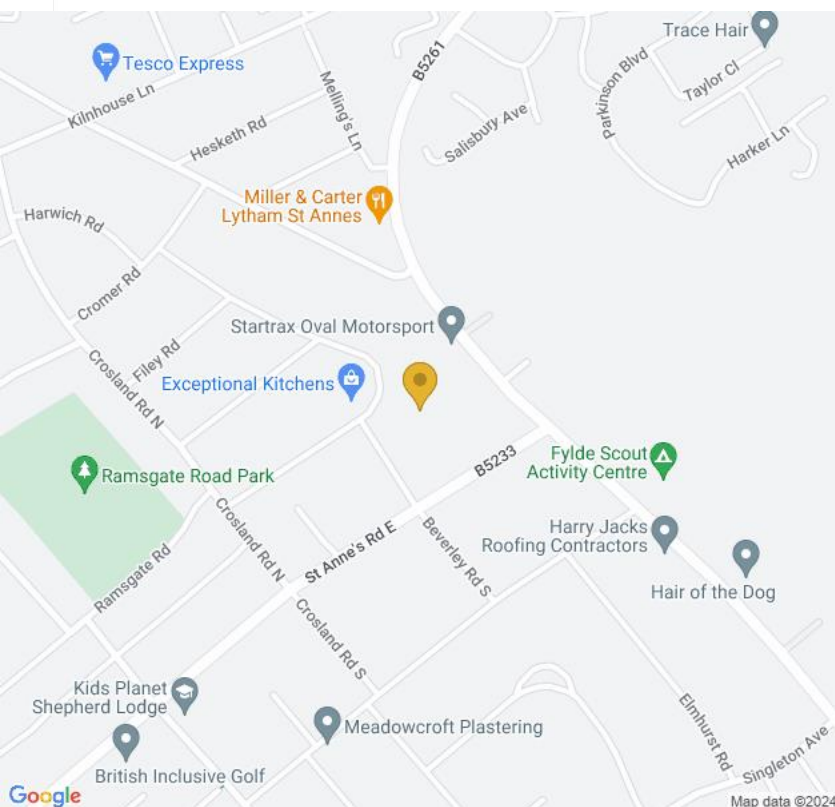 Trace Hair
B5261
Tesco Express
Parkinson Blvd
Taylor Cl
Melling's Ln
Kilnhouse Ln
Salisbury Ave
Hesketh Rd
Harker Ln
Miller & Carter
Lytham St Annes
Harwich Rd
Cromer Rd
Startrax Oval Motorsport
Filey Rd
Crosland Rd N
Exceptional Kitchens
Ramsgate Road Park
B5233
Fylde Scout
Activity Centre
Crosland Rd N
St Anne's Rd E
Beverley Rd S
Harry Jacks
Roofing Contractors
Ramsgate Rd
Hair of the Dog
Crosland Rd S
Kids Planet
Shepherd Lodge
Meadowcroft Plastering
Elmhurst Rd
British Inclusive Golf
Singleton Ave
Google
Map data ©2024